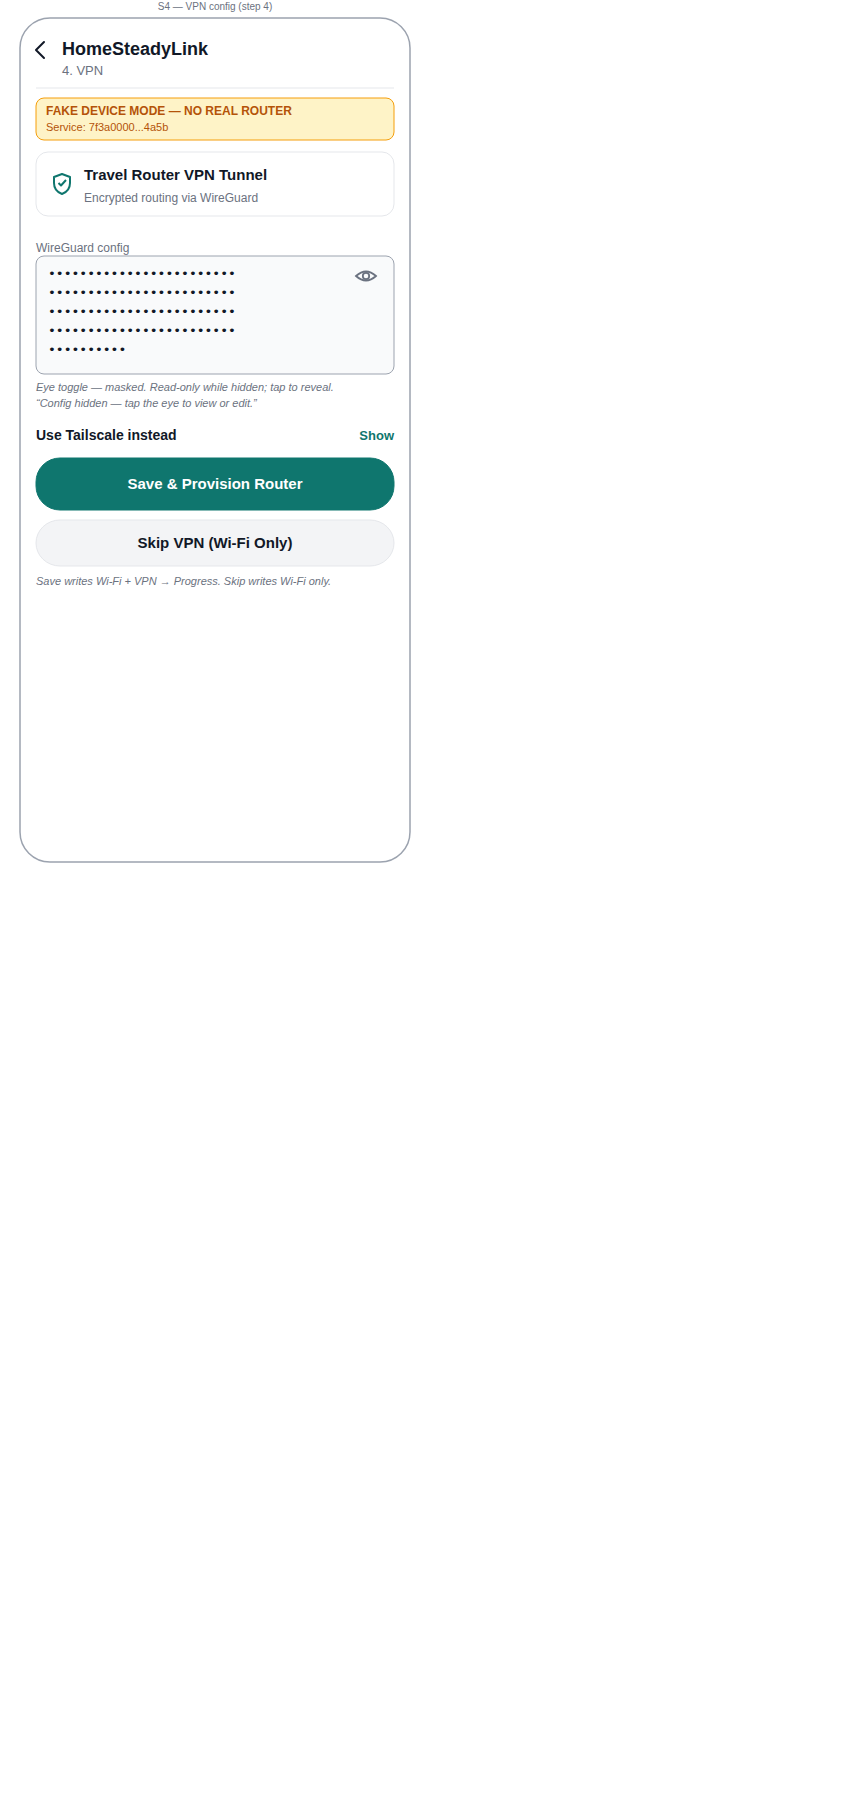 S4 — VPN config (step 4)
HomeSteadyLink
4. VPN
FAKE DEVICE MODE — NO REAL ROUTER
Service: 7f3a0000...4a5b
Travel Router VPN Tunnel
Encrypted routing via WireGuard
WireGuard config
••••••••••••••••••••••••
••••••••••••••••••••••••
••••••••••••••••••••••••
••••••••••••••••••••••••
••••••••••
Eye toggle — masked. Read-only while hidden; tap to reveal.
“Config hidden — tap the eye to view or edit.”
Use Tailscale instead
Show
Save & Provision Router
Skip VPN (Wi-Fi Only)
Save writes Wi-Fi + VPN → Progress. Skip writes Wi-Fi only.